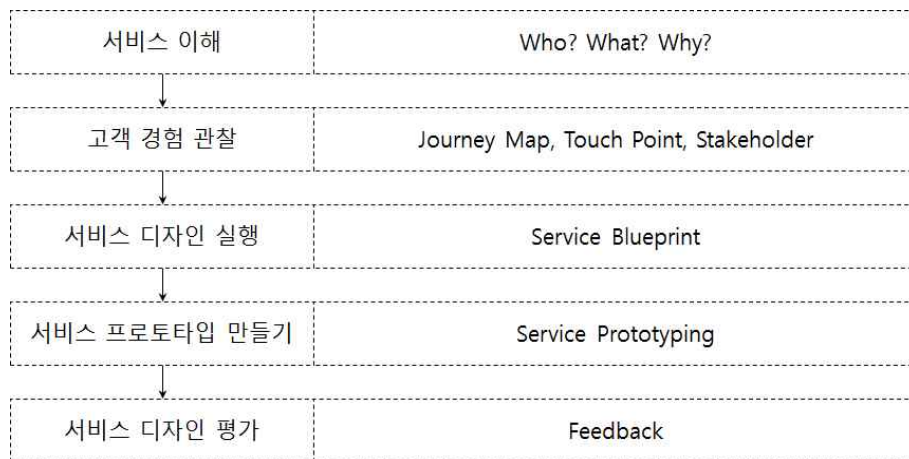 서비스 이해
Who? What? Why?
고객 경험 관찰
Journey Map, Touch Point, Stakeholder
서비스 디자인 실행
Service Blueprint
서비스 프로토타입 만들기
Service Prototyping
서비스 디자인 평가
Feedback